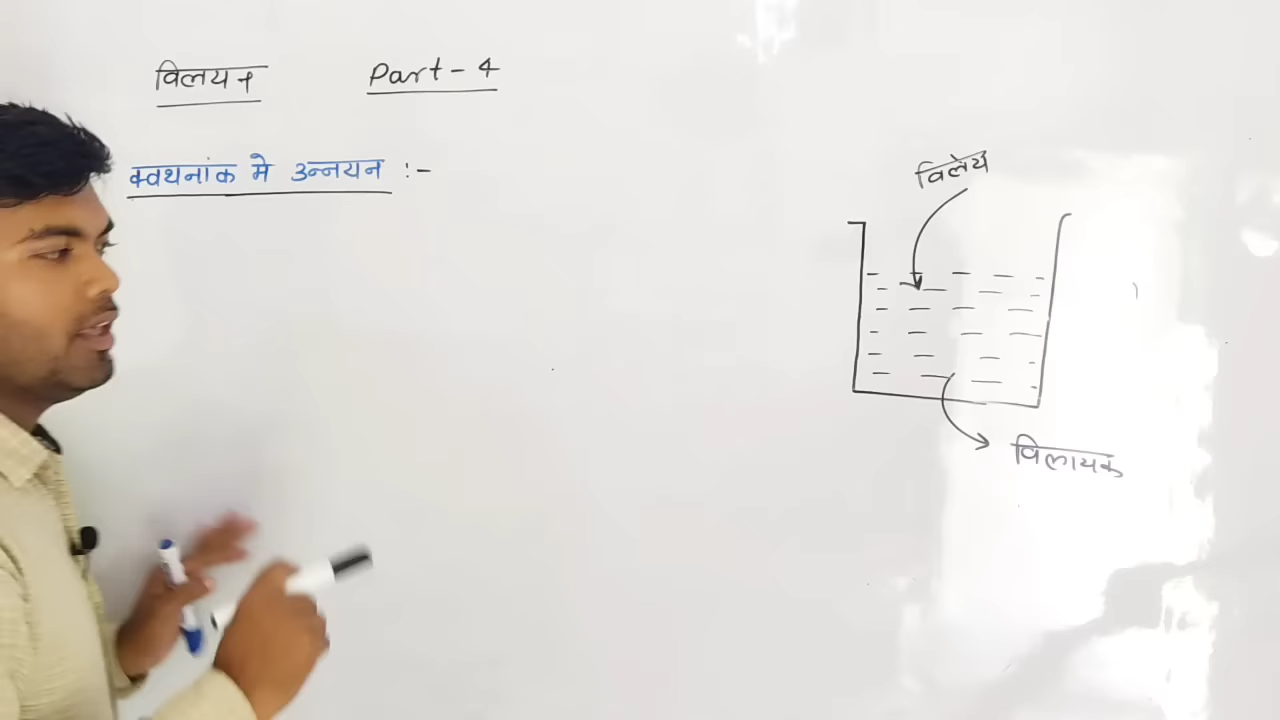 विलयन
Part - 4
क्वथनांक मे उन्नयन :-
विलेय
विलायक